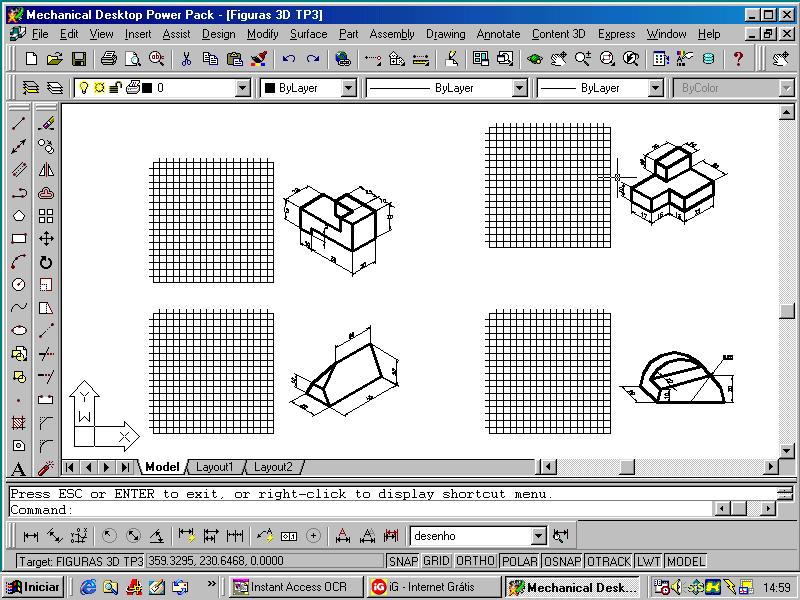 Mechanical Desktop Power Pack - [Figuras 3D TP3]
File Edit View Insert Assist Design Modify Surface Part Assembly Drawing Annotate Content 3D Express Window Help
0 ByLayer ByLayer ByLayer ByColor
Y
W
X
Model Layout1 Layout2
Press ESC or ENTER to exit, or right-click to display shortcut menu.
Command:
desenho
Target: FIGURAS 3D TP3 359.3295, 230.6468, 0.0000 SNAP GRID ORTHO POLAR OSNAP OTRACK LWT MODEL
Iniciar Instant Access OCR iG - Internet Grátis Mechanical Desk... 14:59